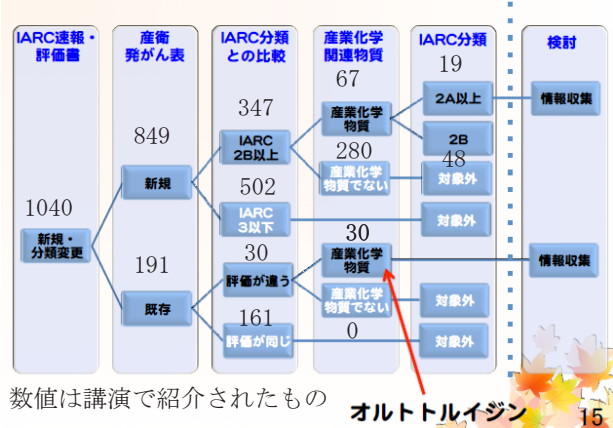 IARC速報・
評価書
産衛
発がん表
IARC分類
との比較
産業化学
関連物質
IARC分類
検討
1040
新規・
分類変更
849
新規
191
既存
347
IARC
2B以上
502
IARC
3以下
30
評価が違う
161
評価が同じ
67
産業化学
物質
280
産業化学
物質でない
30
産業化学
物質
産業化学
物質でない
0
19
2A以上
2B
48
対象外
対象外
対象外
対象外
情報収集
情報収集
数値は講演で紹介されたもの
オルトトルイジン
15